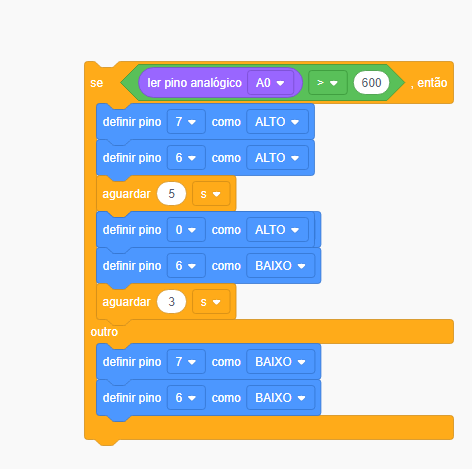 se ler pino analógico A0 > 600 , então
definir pino 7 como ALTO
definir pino 6 como ALTO
aguardar 5 s
definir pino 0 como ALTO
definir pino 6 como BAIXO
aguardar 3 s
outro
definir pino 7 como BAIXO
definir pino 6 como BAIXO